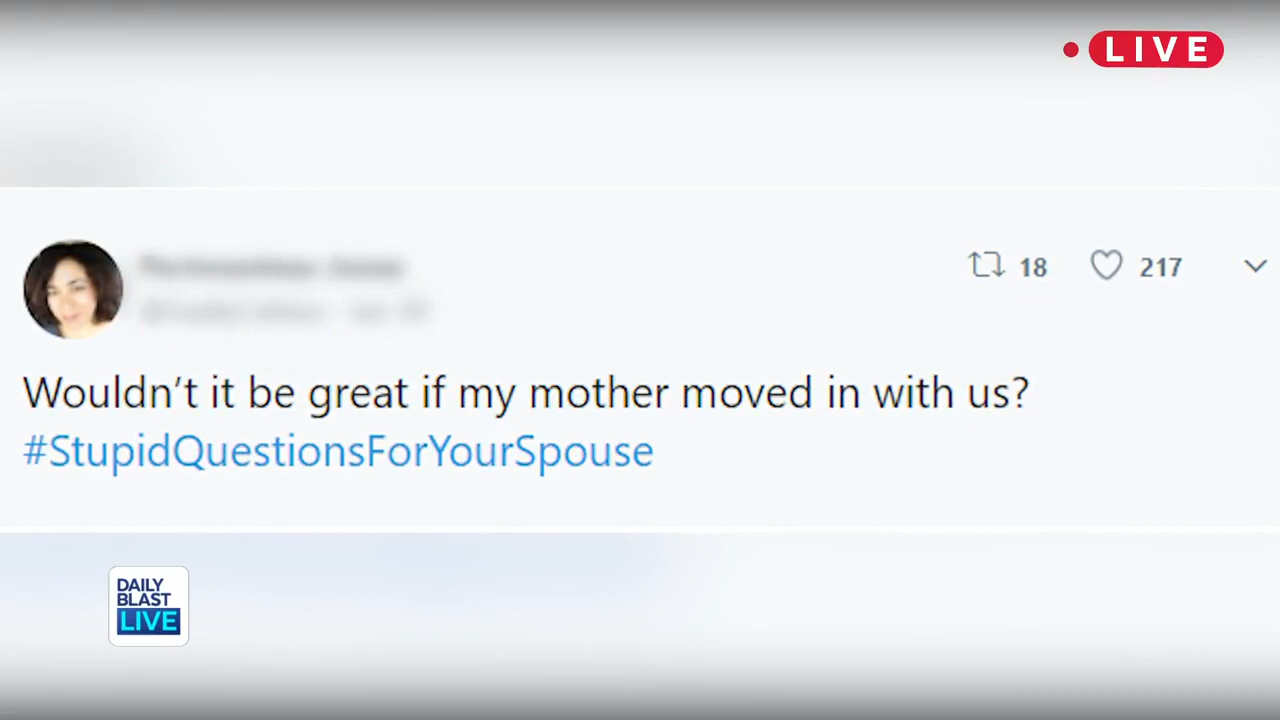 LIVE
18 217
Wouldn't it be great if my mother moved in with us?
#StupidQuestionsForYourSpouse
DAILY
BLAST
LIVE